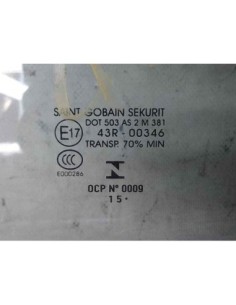 SAINT GOBAIN SEKURIT
DOT 503 AS 2 M 381
E17 43R - 00346
TRANSP. 70% MIN
CCC
E000286
OCP Nº 0009
15•